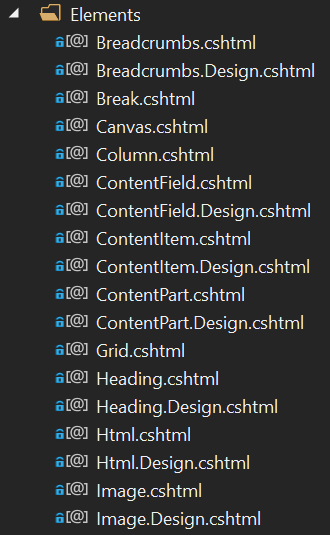 Elements
[@] Breadcrumbs.cshtml
[@] Breadcrumbs.Design.cshtml
[@] Break.cshtml
[@] Canvas.cshtml
[@] Column.cshtml
[@] ContentField.cshtml
[@] ContentField.Design.cshtml
[@] ContentItem.cshtml
[@] ContentItem.Design.cshtml
[@] ContentPart.cshtml
[@] ContentPart.Design.cshtml
[@] Grid.cshtml
[@] Heading.cshtml
[@] Heading.Design.cshtml
[@] Html.cshtml
[@] Html.Design.cshtml
[@] Image.cshtml
[@] Image.Design.cshtml